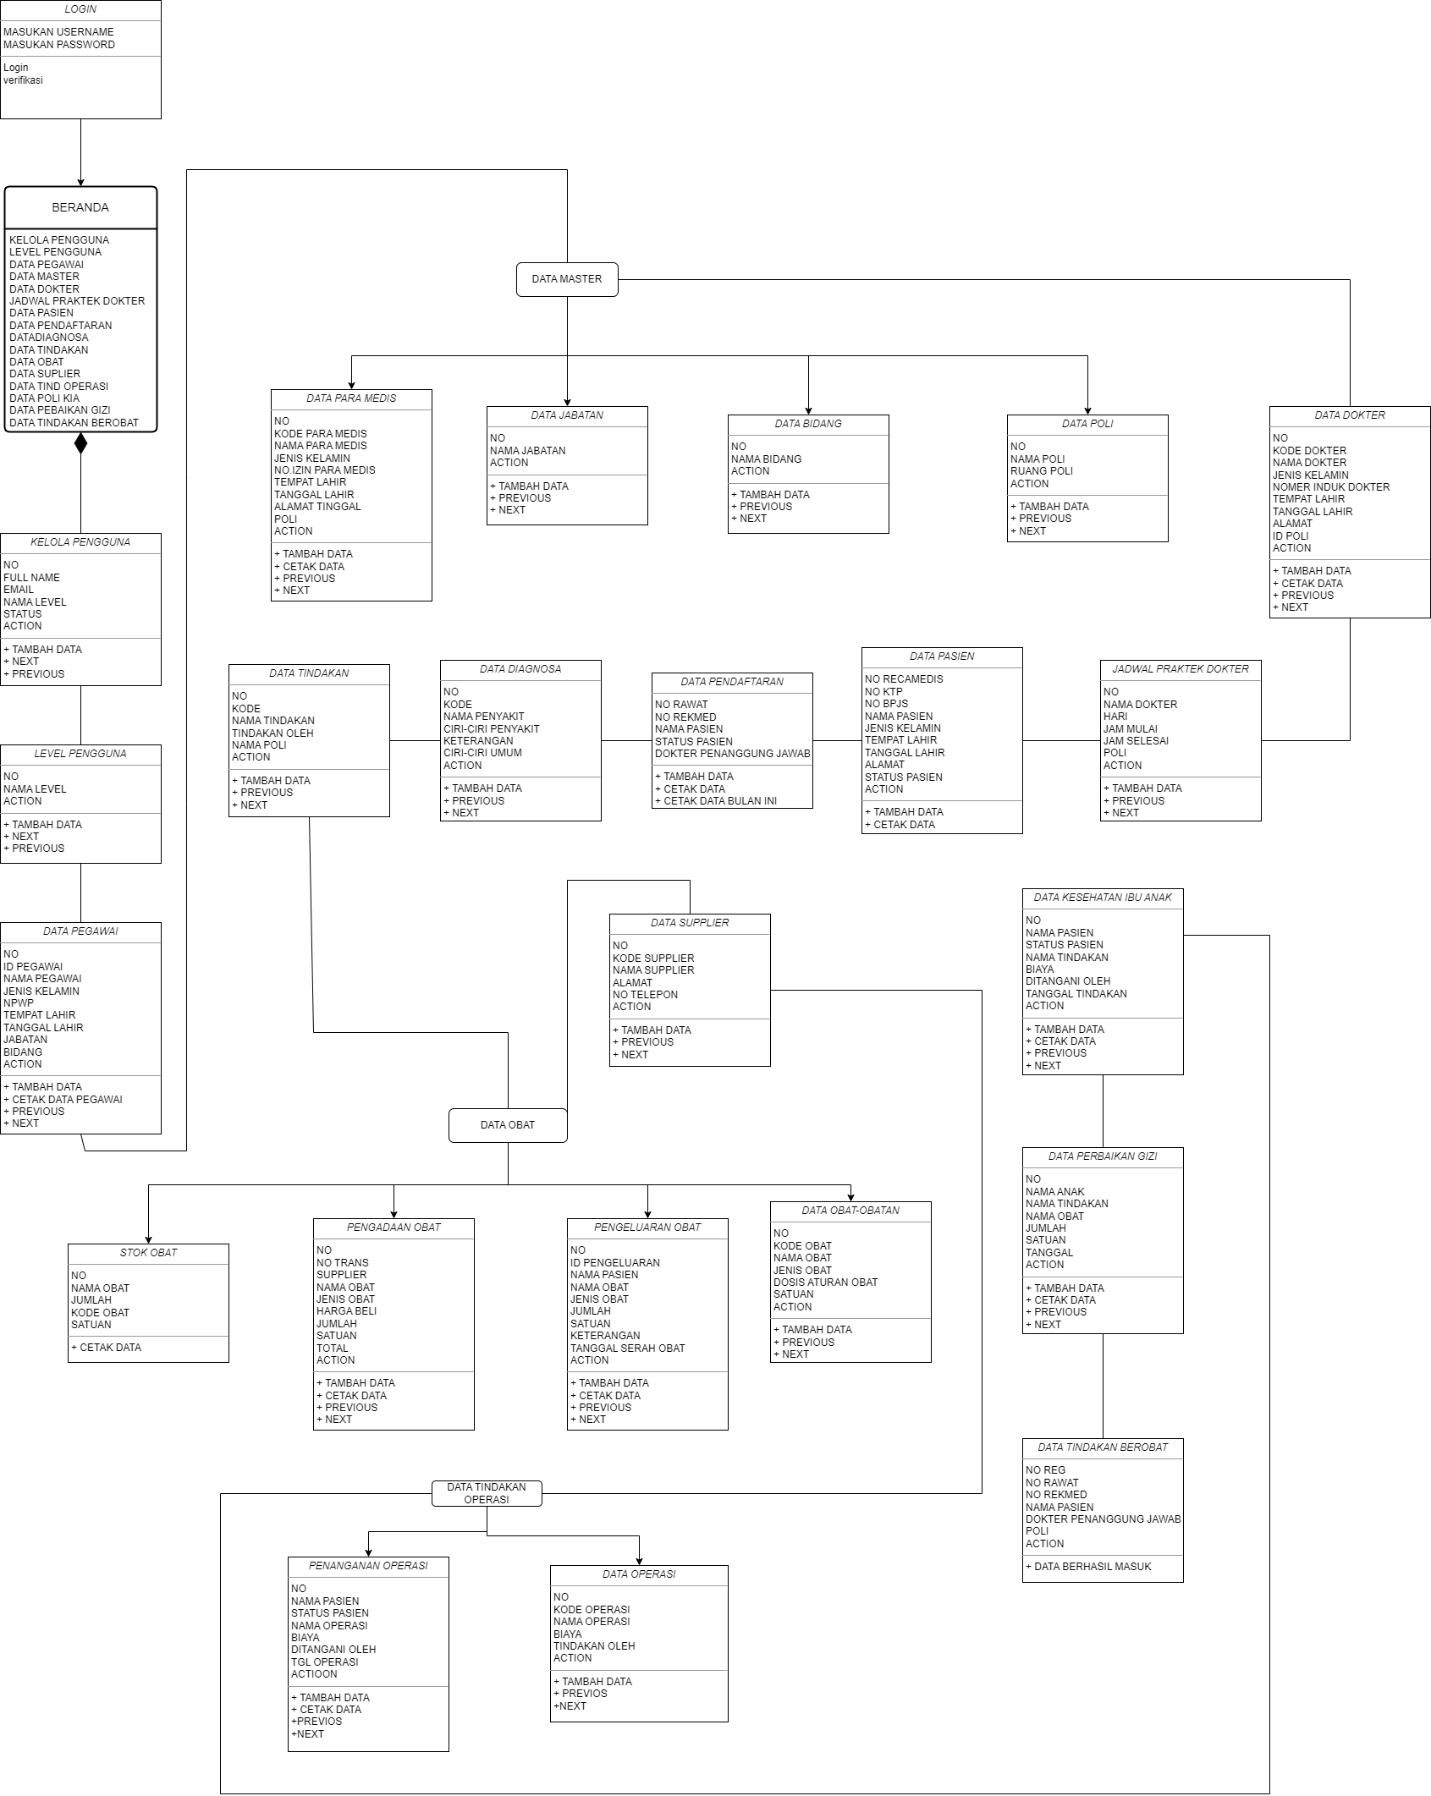 LOGIN
MASUKAN USERNAME
MASUKAN PASSWORD
Login
verifikasi
BERANDA
KELOLA PENGGUNA
LEVEL PENGGUNA
DATA PEGAWAI
DATA MASTER
DATA DOKTER
JADWAL PRAKTEK DOKTER
DATA PASIEN
DATA PENDAFTARAN
DATADIAGNOSA
DATA TINDAKAN
DATA OBAT
DATA SUPLIER
DATA TIND OPERASI
DATA POLI KIA
DATA PEBAIKAN GIZI
DATA TINDAKAN BEROBAT
KELOLA PENGGUNA
NO
FULL NAME
EMAIL
NAMA LEVEL
STATUS
ACTION
+ TAMBAH DATA
+ NEXT
+ PREVIOUS
LEVEL PENGGUNA
NO
NAMA LEVEL
ACTION
+ TAMBAH DATA
+ NEXT
+ PREVIOUS
DATA PEGAWAI
NO
ID PEGAWAI
NAMA PEGAWAI
JENIS KELAMIN
NPWP
TEMPAT LAHIR
TANGGAL LAHIR
JABATAN
BIDANG
ACTION
+ TAMBAH DATA
+ CETAK DATA PEGAWAI
+ PREVIOUS
+ NEXT
DATA MASTER
DATA PARA MEDIS
NO
KODE PARA MEDIS
NAMA PARA MEDIS
JENIS KELAMIN
NO.IZIN PARA MEDIS
TEMPAT LAHIR
TANGGAL LAHIR
ALAMAT TINGGAL
POLI
ACTION
+ TAMBAH DATA
+ CETAK DATA
+ PREVIOUS
+ NEXT
DATA JABATAN
NO
NAMA JABATAN
ACTION
+ TAMBAH DATA
+ PREVIOUS
+ NEXT
DATA BIDANG
NO
NAMA BIDANG
ACTION
+ TAMBAH DATA
+ PREVIOUS
+ NEXT
DATA POLI
NO
NAMA POLI
RUANG POLI
ACTION
+ TAMBAH DATA
+ PREVIOUS
+ NEXT
DATA DOKTER
NO
KODE DOKTER
NAMA DOKTER
JENIS KELAMIN
NOMER INDUK DOKTER
TEMPAT LAHIR
TANGGAL LAHIR
ALAMAT
ID POLI
ACTION
+ TAMBAH DATA
+ CETAK DATA
+ PREVIOUS
+ NEXT
DATA TINDAKAN
NO
KODE
NAMA TINDAKAN
TINDAKAN OLEH
NAMA POLI
ACTION
+ TAMBAH DATA
+ PREVIOUS
+ NEXT
DATA DIAGNOSA
NO
KODE
NAMA PENYAKIT
CIRI-CIRI PENYAKIT
KETERANGAN
CIRI-CIRI UMUM
ACTION
+ TAMBAH DATA
+ PREVIOUS
+ NEXT
DATA PENDAFTARAN
NO RAWAT
NO REKMED
NAMA PASIEN
STATUS PASIEN
DOKTER PENANGGUNG JAWAB
+ TAMBAH DATA
+ CETAK DATA
+ CETAK DATA BULAN INI
DATA PASIEN
NO RECAMEDIS
NO KTP
NO BPJS
NAMA PASIEN
JENIS KELAMIN
TEMPAT LAHIR
TANGGAL LAHIR
ALAMAT
STATUS PASIEN
ACTION
+ TAMBAH DATA
+ CETAK DATA
JADWAL PRAKTEK DOKTER
NO
NAMA DOKTER
HARI
JAM MULAI
JAM SELESAI
POLI
ACTION
+ TAMBAH DATA
+ PREVIOUS
+ NEXT
DATA SUPPLIER
NO
KODE SUPPLIER
NAMA SUPPLIER
ALAMAT
NO TELEPON
ACTION
+ TAMBAH DATA
+ PREVIOUS
+ NEXT
DATA KESEHATAN IBU ANAK
NO
NAMA PASIEN
STATUS PASIEN
NAMA TINDAKAN
BIAYA
DITANGANI OLEH
TANGGAL TINDAKAN
ACTION
+ TAMBAH DATA
+ CETAK DATA
+ PREVIOUS
+ NEXT
DATA OBAT
STOK OBAT
NO
NAMA OBAT
JUMLAH
KODE OBAT
SATUAN
+ CETAK DATA
PENGADAAN OBAT
NO
NO TRANS
SUPPLIER
NAMA OBAT
JENIS OBAT
HARGA BELI
JUMLAH
SATUAN
TOTAL
ACTION
+ TAMBAH DATA
+ CETAK DATA
+ PREVIOUS
+ NEXT
PENGELUARAN OBAT
NO
ID PENGELUARAN
NAMA PASIEN
NAMA OBAT
JENIS OBAT
JUMLAH
SATUAN
KETERANGAN
TANGGAL SERAH OBAT
ACTION
+ TAMBAH DATA
+ CETAK DATA
+ PREVIOUS
+ NEXT
DATA OBAT-OBATAN
NO
KODE OBAT
NAMA OBAT
JENIS OBAT
DOSIS ATURAN OBAT
SATUAN
ACTION
+ TAMBAH DATA
+ PREVIOUS
+ NEXT
DATA PERBAIKAN GIZI
NO
NAMA ANAK
NAMA TINDAKAN
NAMA OBAT
JUMLAH
SATUAN
TANGGAL
ACTION
+ TAMBAH DATA
+ CETAK DATA
+ PREVIOUS
+ NEXT
DATA TINDAKAN BEROBAT
NO REG
NO RAWAT
NO REKMED
NAMA PASIEN
DOKTER PENANGGUNG JAWAB
POLI
ACTION
+ DATA BERHASIL MASUK
DATA TINDAKAN
OPERASI
PENANGANAN OPERASI
NO
NAMA PASIEN
STATUS PASIEN
NAMA OPERASI
BIAYA
DITANGANI OLEH
TGL OPERASI
ACTIOON
+ TAMBAH DATA
+ CETAK DATA
+PREVIOS
+NEXT
DATA OPERASI
NO
KODE OPERASI
NAMA OPERASI
BIAYA
TINDAKAN OLEH
ACTION
+ TAMBAH DATA
+ PREVIOS
+NEXT